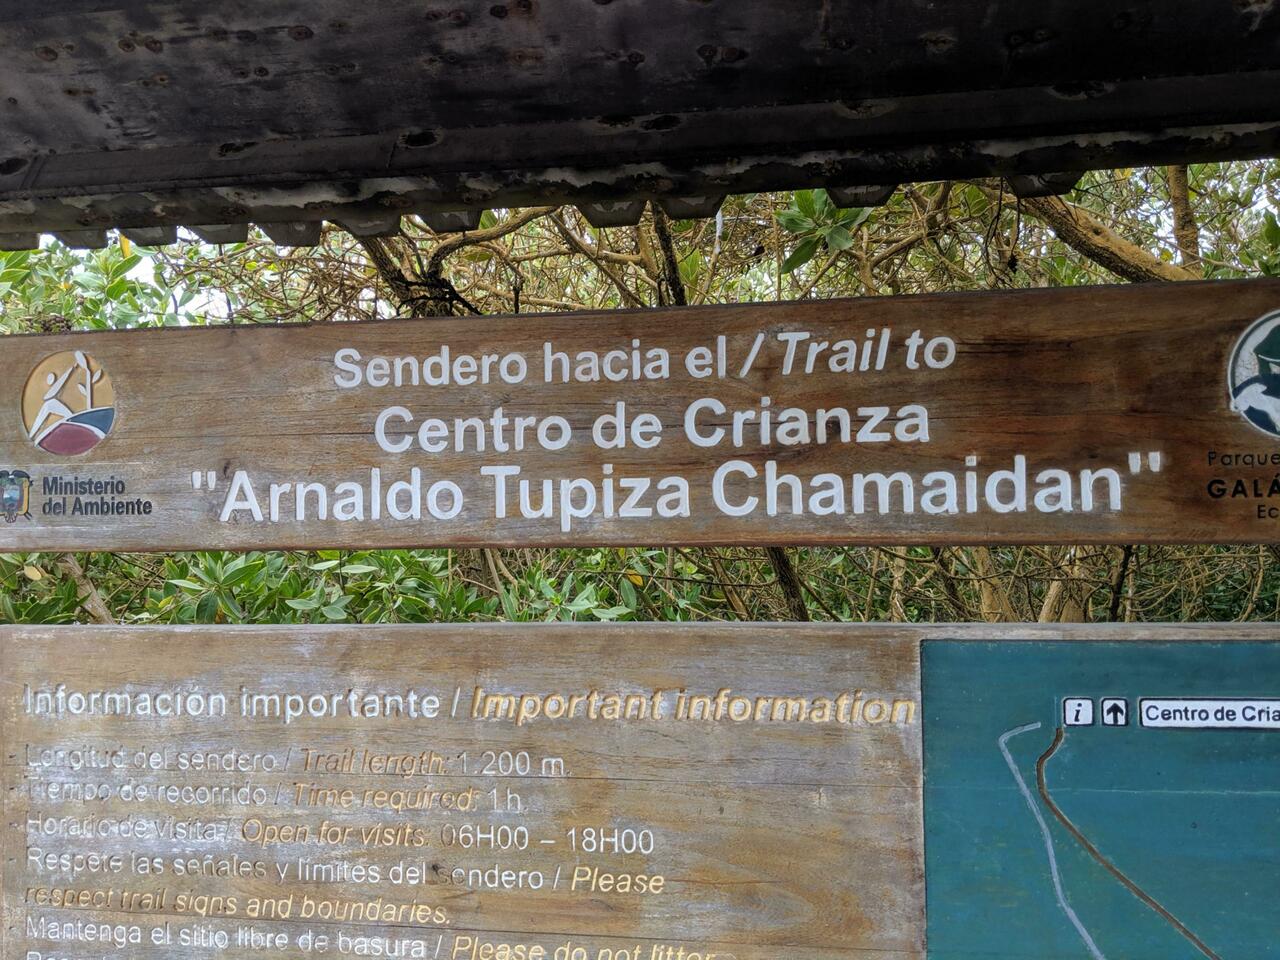 Sendero hacia el / Trail to
Centro de Crianza
"Arnaldo Tupiza Chamaidan"
Ministerio
del Ambiente
Parque
GALÁ
Ec
Información importante / Important information
- Longitud del sendero / Trail length: 1.200 m.
- Tiempo de recorrido / Time required: 1h.
- Horario de visita / Open for visits: 06H00 – 18H00
- Respete las señales y límites del sendero / Please
respect trail signs and boundaries.
- Mantenga el sitio libre de basura / Please do not litter
i
Centro de Cria